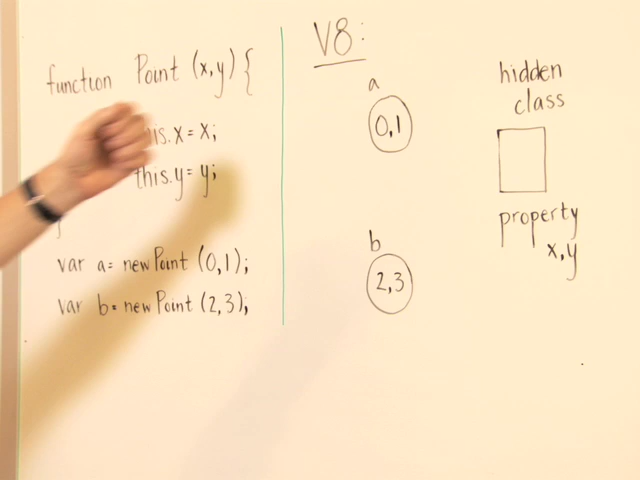 function Point (x,y) {
his.x = x;
this.y = y;
}
var a = new Point (0,1);
var b = new Point (2,3);
V8:
a
0,1
b
2,3
hidden
class
property
x,y